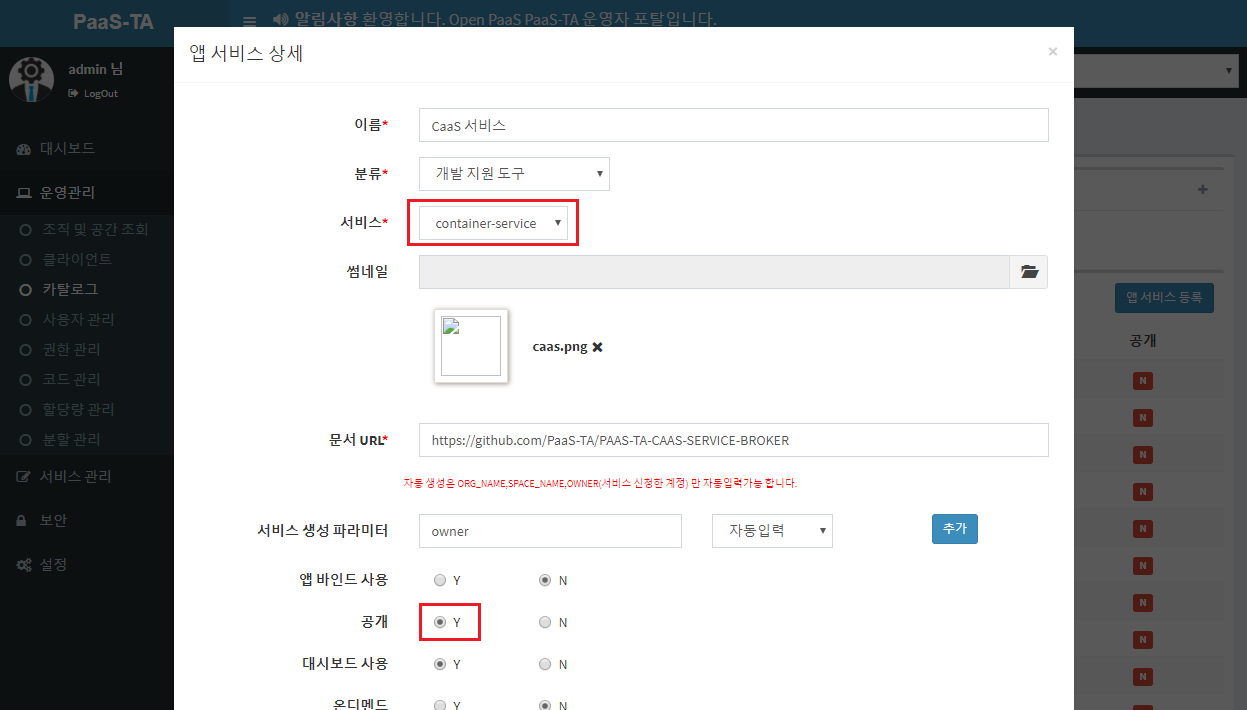 PaaS-TA
알림사항 환영합니다. Open PaaS PaaS-TA 운영자 포탈입니다.
admin 님
LogOut
대시보드
운영관리
조직 및 공간 조회
클라이언트
카탈로그
사용자 관리
권한 관리
코드 관리
할당량 관리
분할 관리
서비스 관리
보안
설정
앱 서비스 상세
×
이름* CaaS 서비스
분류* 개발 지원 도구
서비스* container-service
썸네일
caas.png
문서 URL* https://github.com/PaaS-TA/PAAS-TA-CAAS-SERVICE-BROKER
자동 생성은 ORG_NAME,SPACE_NAME,OWNER(서비스 신청한 계정) 만 자동입력가능 합니다.
서비스 생성 파라미터 owner 자동입력 추가
앱 바인드 사용 Y N
공개 Y N
대시보드 사용 Y N
온디멘드 Y N
앱 서비스 등록
공개
N
N
N
N
N
N
N
N
N